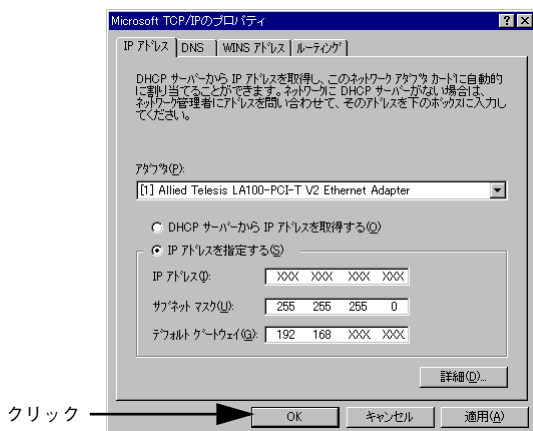 Microsoft TCP/IPのプロパティ
IP アドレス DNS WINS アドレス ルーティング
DHCP サーバーから IP アドレスを取得し、このネットワーク アダプタ カードに自動的
に割り当てることができます。ネットワークに DHCP サーバーがない場合は、
ネットワーク管理者にアドレスを問い合わせて、そのアドレスを下のボックスに入力し
てください。
アダプタ(P):
[1] Allied Telesis LA100-PCI-T V2 Ethernet Adapter
DHCP サーバーから IP アドレスを取得する(O)
IP アドレスを指定する(S)
IP アドレス(I): XXX XXX XXX XXX
サブネット マスク(U): 255 255 255 0
デフォルト ゲートウェイ(G): 192 168 XXX XXX
詳細(D)...
クリック
OK キャンセル 適用(A)